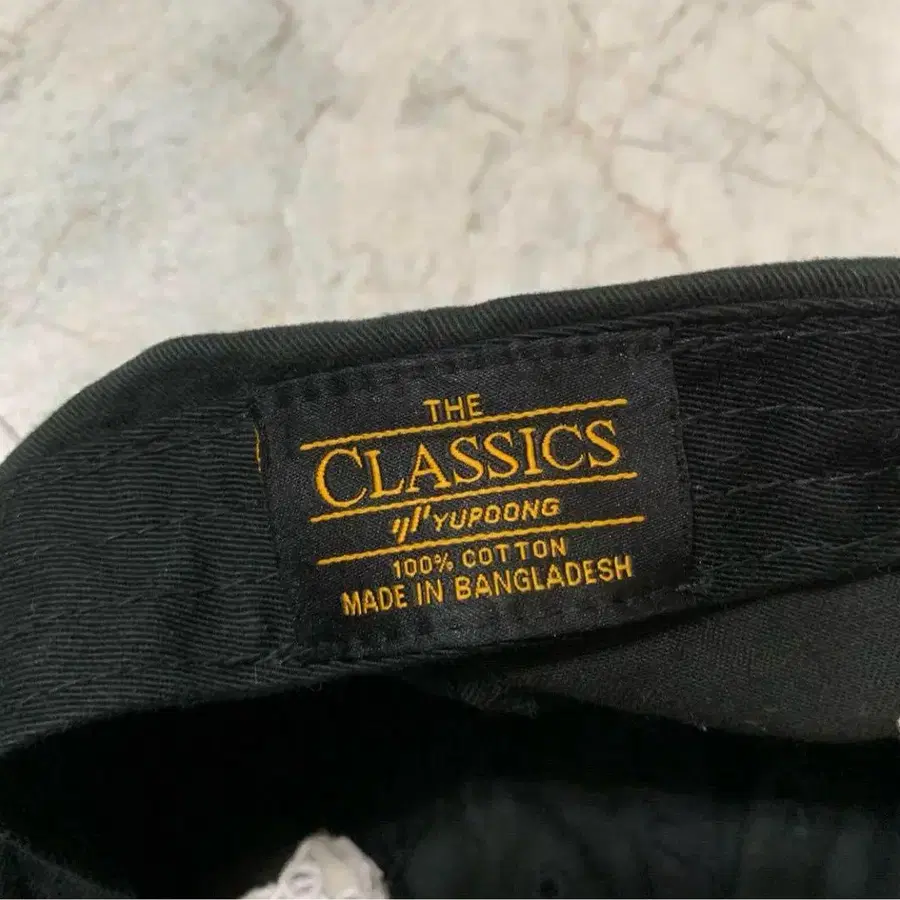 THE
CLASSICS
YUPOONG
100% COTTON
MADE IN BANGLADESH